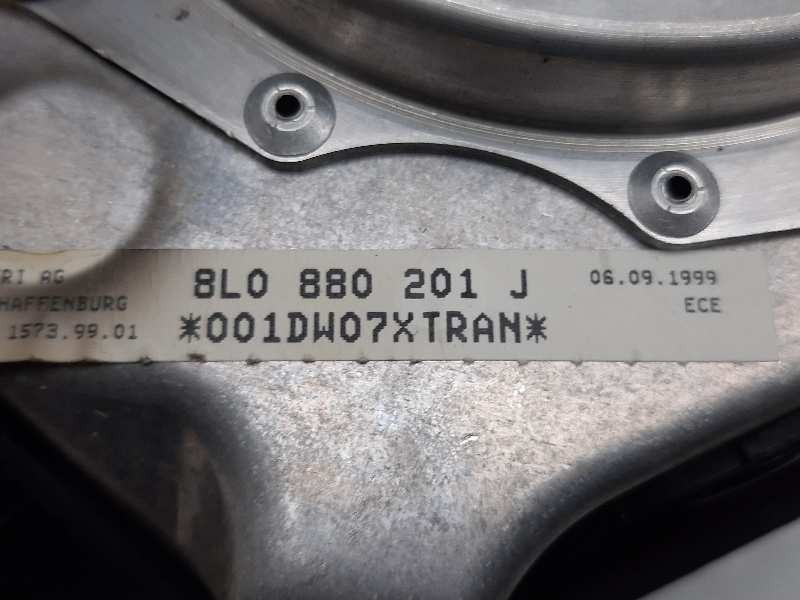 RI AG
HAFFENBURG
1573.99.01
8L0 880 201 J
*001DW07XTRAN*
06.09.1999
ECE